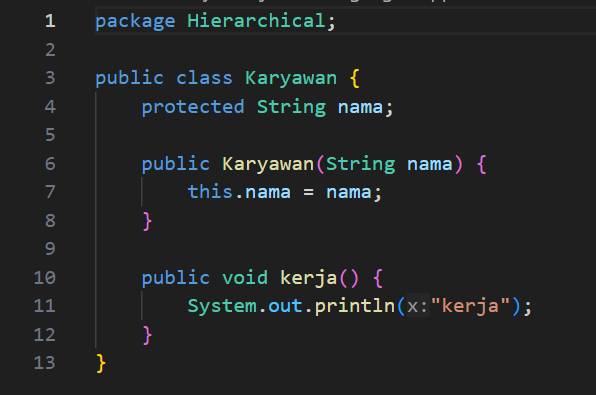 1 package Hierarchical;
2
3 public class Karyawan {
4     protected String nama;
5
6     public Karyawan(String nama) {
7         this.nama = nama;
8     }
9
10     public void kerja() {
11         System.out.println(x:"kerja");
12     }
13 }